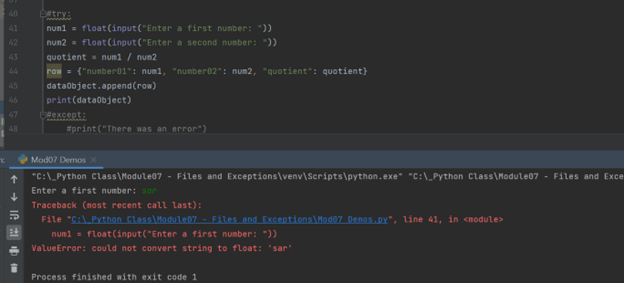 40 #try:
41 num1 = float(input("Enter a first number: "))
42 num2 = float(input("Enter a second number: "))
43 quotient = num1 / num2
44 row = {"number01": num1, "number02": num2, "quotient": quotient}
45 dataObject.append(row)
46 print(dataObject)
47 #except:
48 #print("There was an error")
Mod07 Demos
"C:\_Python Class\Module07 - Files and Exceptions\venv\Scripts\python.exe" "C:\_Python Class\Module07 - Files and Exce
Enter a first number: sar
Traceback (most recent call last):
File "C:\_Python Class\Module07 - Files and Exceptions\Mod07 Demos.py", line 41, in <module>
num1 = float(input("Enter a first number: "))
ValueError: could not convert string to float: 'sar'
Process finished with exit code 1